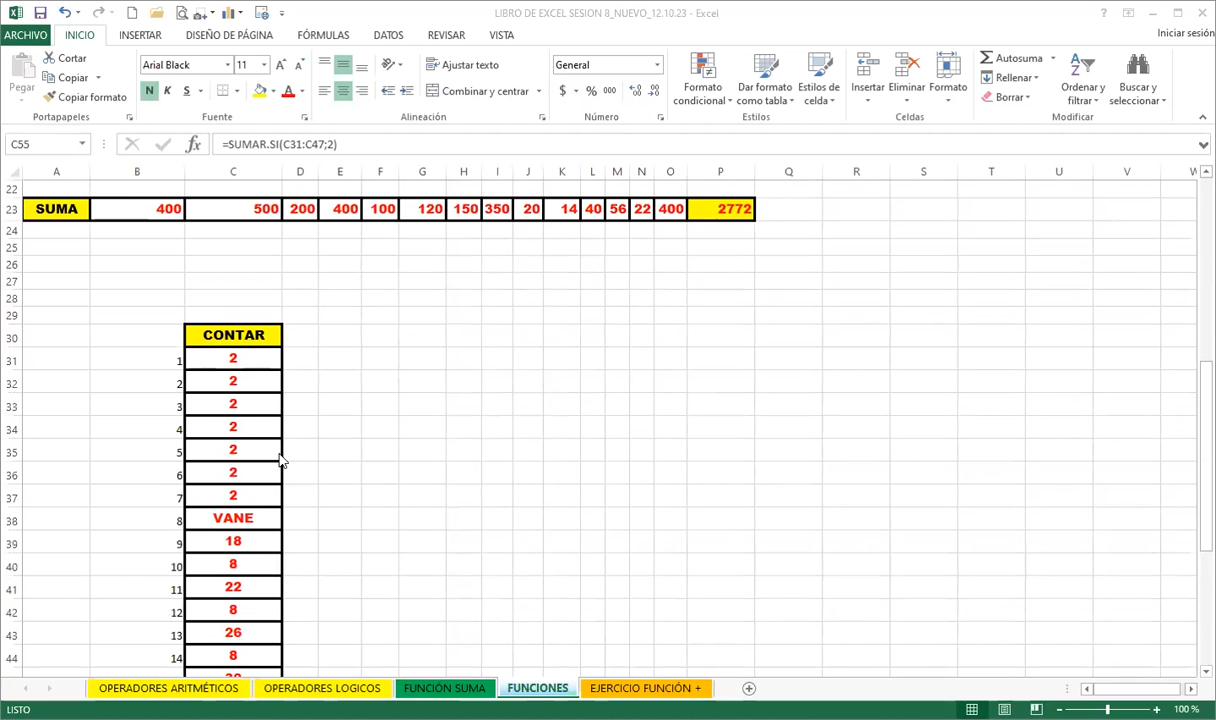 LIBRO DE EXCEL SESION 8_NUEVO_12.10.23 - Excel
ARCHIVO INICIO INSERTAR DISEÑO DE PÁGINA FÓRMULAS DATOS REVISAR VISTA Iniciar sesión
Pegar
Cortar
Copiar
Copiar formato
Portapapeles
Arial Black 11
N K S
Fuente
Ajustar texto
Combinar y centrar
Alineación
General
$ % 000
Número
Formato condicional
Dar formato como tabla
Estilos de celda
Estilos
Insertar
Eliminar
Formato
Celdas
Autosuma
Rellenar
Borrar
Ordenar y filtrar
Buscar y seleccionar
Modificar
C55 fx =SUMAR.SI(C31:C47;2)
A B C D E F G H I J K L M N O P Q R S T U V W
22
23 SUMA 400 500 200 400 100 120 150 350 20 14 40 56 22 400 2772
24
25
26
27
28
29
30 CONTAR
31 1 2
32 2 2
33 3 2
34 4 2
35 5 2
36 6 2
37 7 2
38 8 VANE
39 9 18
40 10 8
41 11 22
42 12 8
43 13 26
44 14 8
OPERADORES ARITMÉTICOS OPERADORES LOGICOS FUNCIÓN SUMA FUNCIONES EJERCICIO FUNCIÓN +
LISTO 100 %